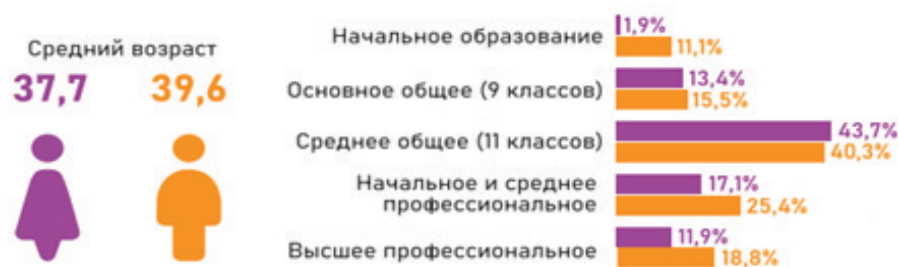 Средний возраст
37,7 39,6
Начальное образование
1,9%
11,1%
Основное общее (9 классов)
13,4%
15,5%
Среднее общее (11 классов)
43,7%
40,3%
Начальное и среднее
профессиональное
17,1%
25,4%
Высшее профессиональное
11,9%
18,8%